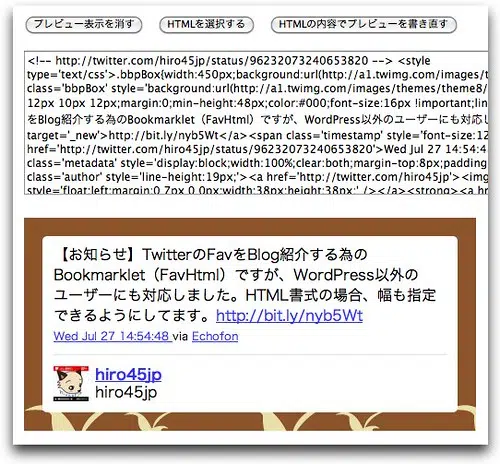 プレビュー表示を消す HTMLを選択する HTMLの内容でプレビューを書き直す
<!-- http://twitter.com/hiro45jp/status/96232073240653820 --> <style
type='text/css'>.bbpBox{width:450px;background:url(http://a1.twimg.com/images/t
class='bbpBox' style='background:url(http://a1.twimg.com/images/themes/theme8/
12px 10px 12px;margin:0;min-height:48px;color:#000;font-size:16px !important;li
をBlog紹介する為のBookmarklet（FavHtml）ですが、WordPress以外のユーザーにも対応し
target='_new'>http://bit.ly/nyb5Wt</a><span class='timestamp' style='font-size:12
href='http://twitter.com/hiro45jp/status/96232073240653820'>Wed Jul 27 14:54:4
class='metadata' style='display:block;width:100%;clear:both;margin-top:8px;padding
class='author' style='line-height:19px;'><a href='http://twitter.com/hiro45jp'><img
style='float:left;margin:0 7px 0 0px;width:38px;height:38px;' /></a><strong><a h
【お知らせ】TwitterのFavをBlog紹介する為の
Bookmarklet（FavHtml）ですが、WordPress以外の
ユーザーにも対応しました。HTML書式の場合、幅も指定
できるようにしてます。http://bit.ly/nyb5Wt
Wed Jul 27 14:54:48 via Echofon
hiro45jp
hiro45jp